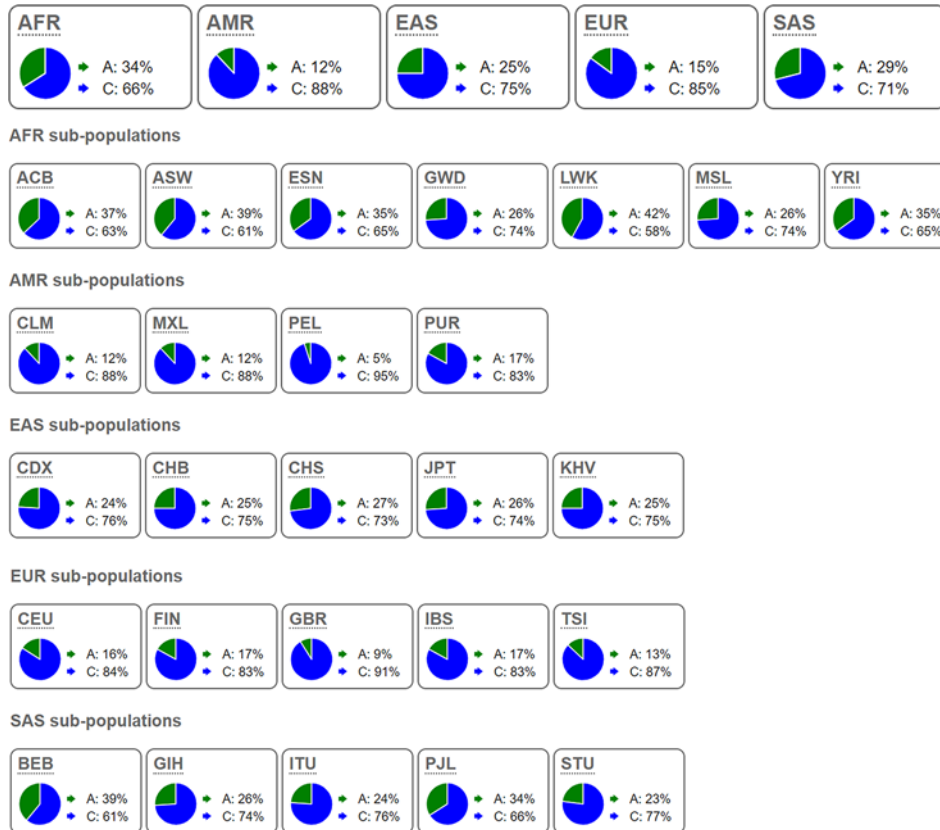 AFR AMR EAS EUR SAS
A: 34% A: 12% A: 25% A: 15% A: 29%
C: 66% C: 88% C: 75% C: 85% C: 71%
AFR sub-populations
ACB ASW ESN GWD LWK MSL YRI
A: 37% A: 39% A: 35% A: 26% A: 42% A: 26% A: 35%
C: 63% C: 61% C: 65% C: 74% C: 58% C: 74% C: 65%
AMR sub-populations
CLM MXL PEL PUR
A: 12% A: 12% A: 5% A: 17%
C: 88% C: 88% C: 95% C: 83%
EAS sub-populations
CDX CHB CHS JPT KHV
A: 24% A: 25% A: 27% A: 26% A: 25%
C: 76% C: 75% C: 73% C: 74% C: 75%
EUR sub-populations
CEU FIN GBR IBS TSI
A: 16% A: 17% A: 9% A: 17% A: 13%
C: 84% C: 83% C: 91% C: 83% C: 87%
SAS sub-populations
BEB GIH ITU PJL STU
A: 39% A: 26% A: 24% A: 34% A: 23%
C: 61% C: 74% C: 76% C: 66% C: 77%